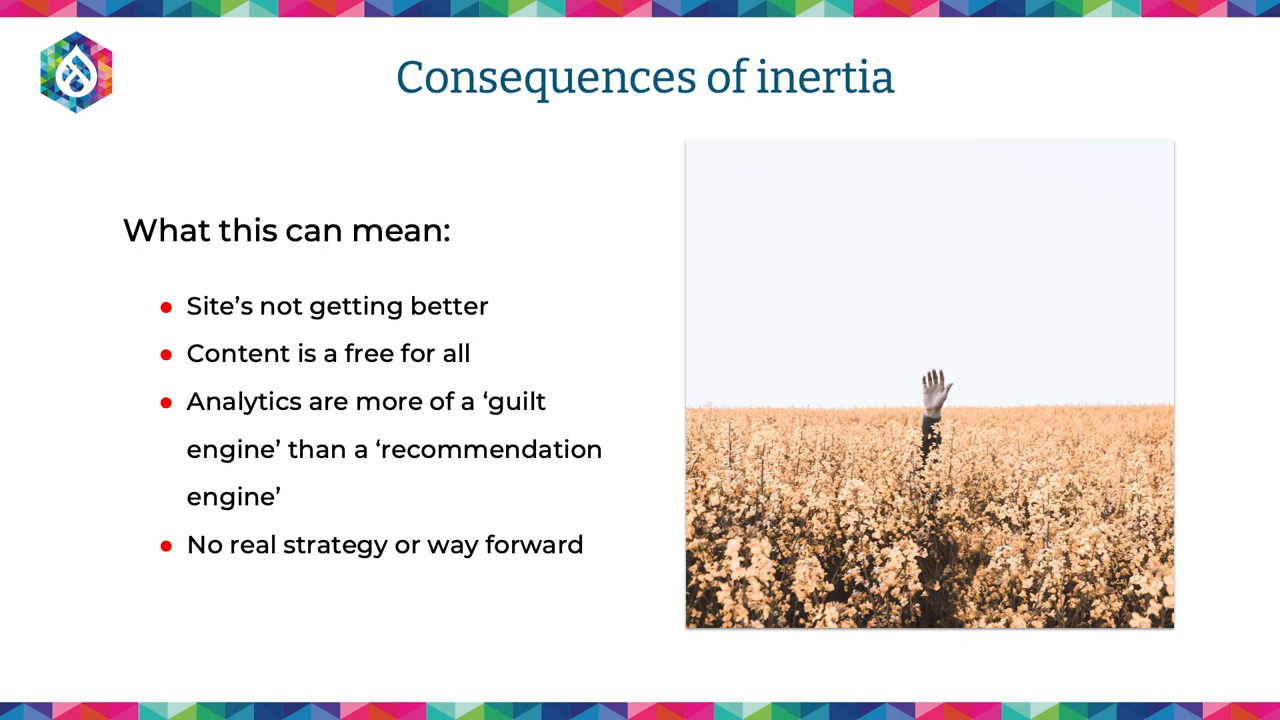 Consequences of inertia
What this can mean:
● Site’s not getting better
● Content is a free for all
● Analytics are more of a ‘guilt
engine’ than a ‘recommendation
engine’
● No real strategy or way forward